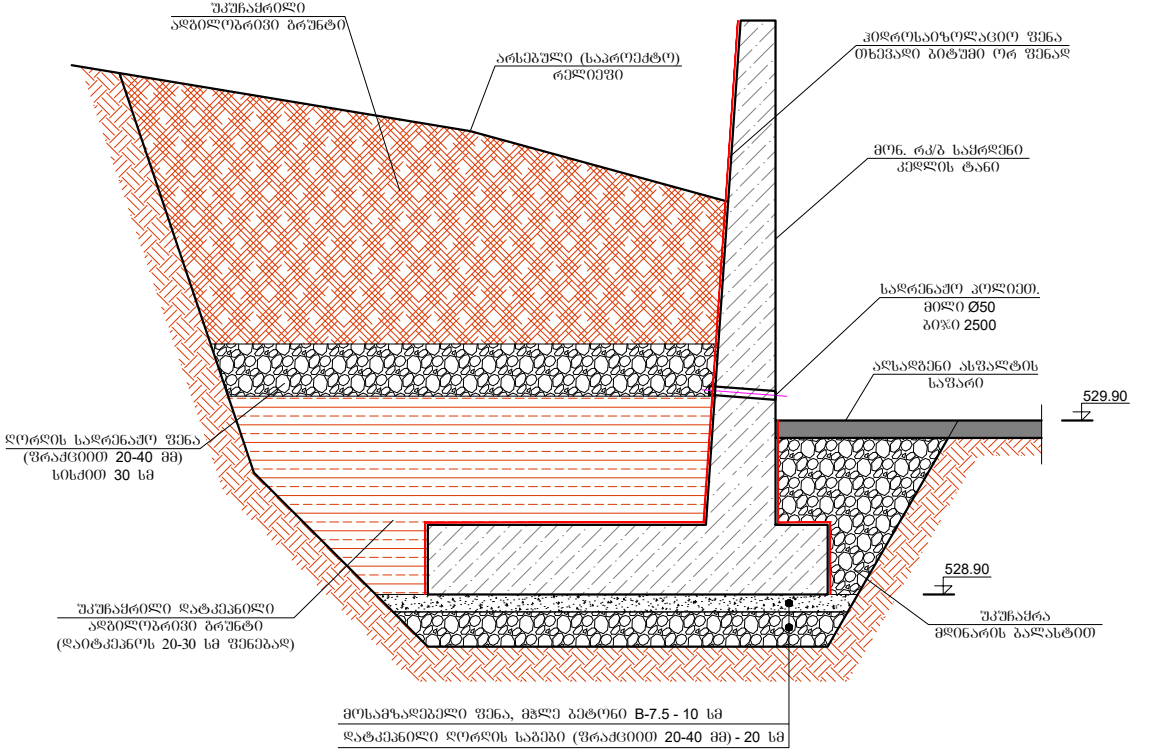 უკუჩაყრილი
ადგილობრივი გრუნტი
არსებული (საპროექტო)
რელიეფი
ჰიდროსაიზოლაციო ფენა
თხევადი ბიტუმი ორ ფენად
მონ. რკ/ბ საყრდენი
კედლის ტანი
სადრენაჟო პოლიეთ.
მილი Ø50
ბიჯი 2500
აღსადგენი ასფალტის
საფარი
529.90
ღორღის სადრენაჟო ფენა
(ფრაქციით 20-40 მმ)
სისქით 30 სმ
528.90
უკუჩაყრილი დატკეპნილი
ადგილობრივი გრუნტი
(დაიტკეპნოს 20-30 სმ ფენებად)
უკუჩაყრა
მდინარის ბალასტით
მოსამზადებელი ფენა, მჭლე ბეტონი B-7.5 - 10 სმ
დატკეპნილი ღორღის საგები (ფრაქციით 20-40 მმ) - 20 სმ